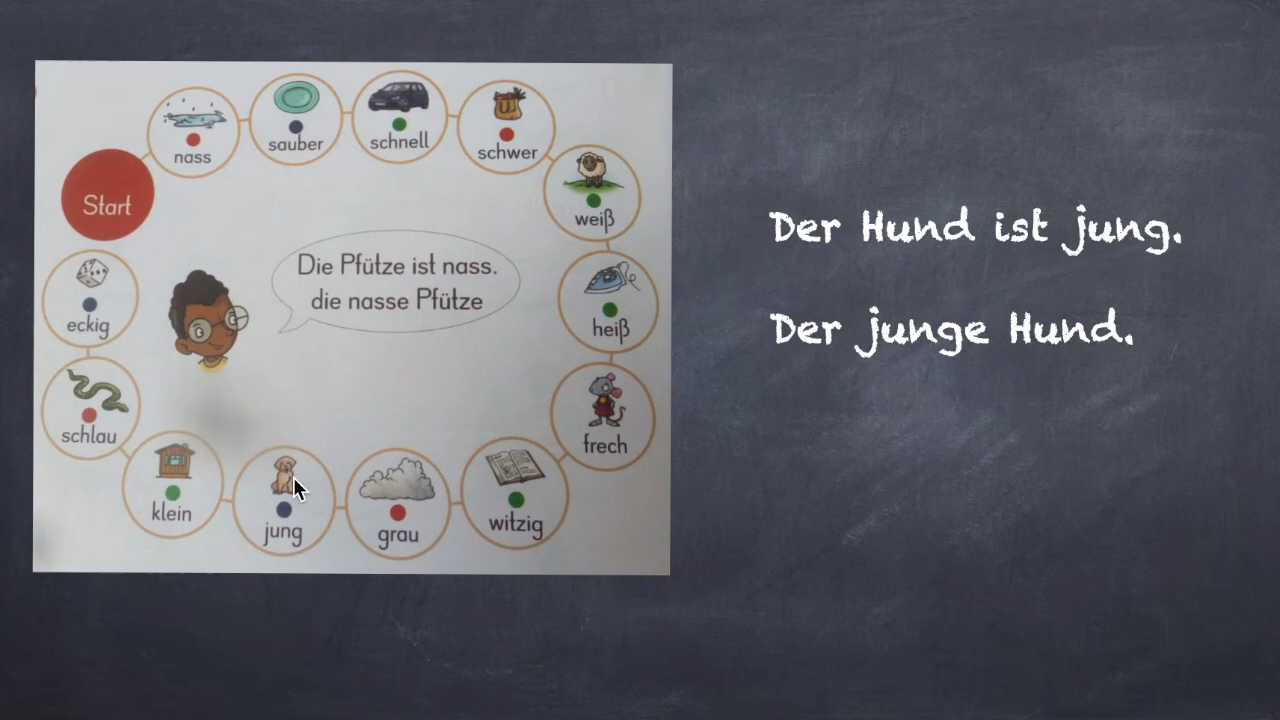 Start
nass
sauber
schnell
schwer
weiß
heiß
frech
witzig
grau
jung
klein
schlau
eckig
Die Pfütze ist nass.
die nasse Pfütze
Der Hund ist jung.
Der junge Hund.